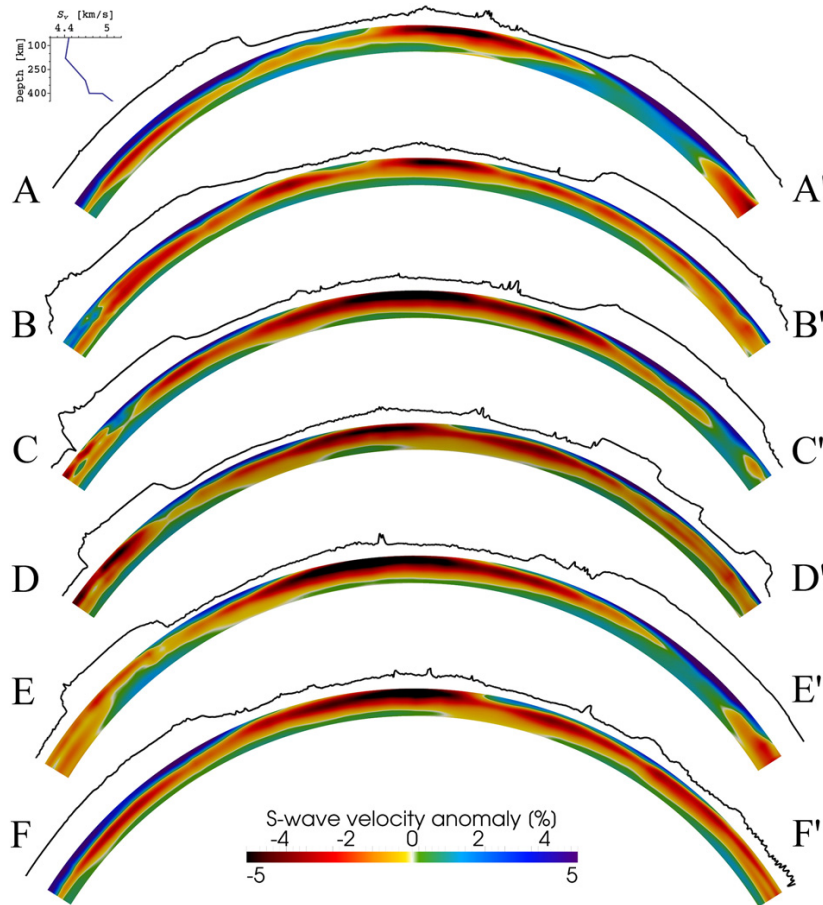 Sv [km/s]
4.4 5
Depth [km]
100
250
400
A A'
B B'
C C'
D D'
E E'
F F'
S-wave velocity anomaly (%)
-4 -2 0 2 4
-5 5